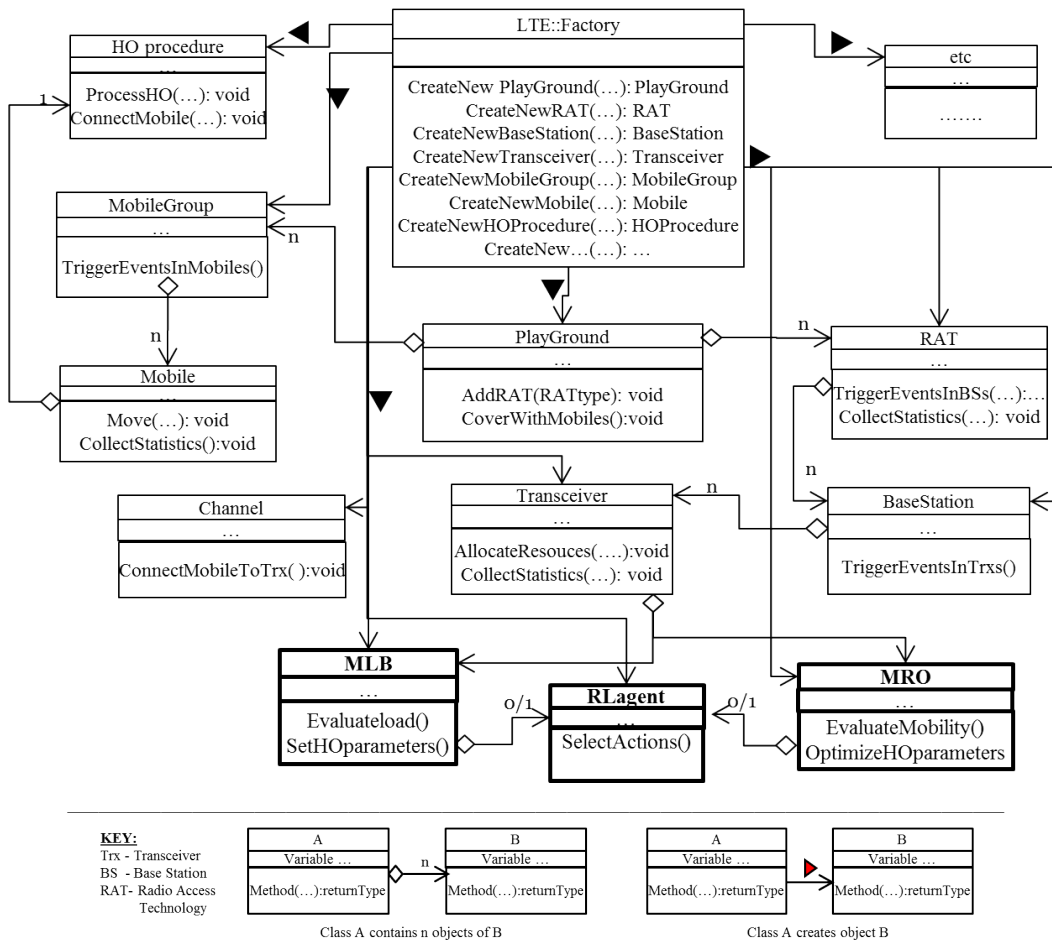 LTE::Factory
CreateNew PlayGround(…): PlayGround
CreateNewRAT(…): RAT
CreateNewBaseStation(…): BaseStation
CreateNewTransceiver(…): Transceiver
CreateNewMobileGroup(…): MobileGroup
CreateNewMobile(…): Mobile
CreateNewHOProcedure(…): HOProcedure
CreateNew…(…): …
HO procedure
…
ProcessHO(…): void
ConnectMobile(…): void
1
etc
…
…….
MobileGroup
…
TriggerEventsInMobiles()
n
n
Mobile
…
Move(…): void
CollectStatistics():void
PlayGround
…
AddRAT(RATtype): void
CoverWithMobiles():void
n
RAT
…
TriggerEventsInBSs(…):…
CollectStatistics(…): void
n
Channel
…
ConnectMobileToTrx( ):void
Transceiver
…
AllocateResouces(….):void
CollectStatistics(…): void
n
BaseStation
…
TriggerEventsInTrxs()
MLB
…
Evaluateload()
SetHOparameters()
0/1
RLagent
…
SelectActions()
0/1
MRO
…
EvaluateMobility()
OptimizeHOparameters
KEY:
Trx - Transceiver
BS - Base Station
RAT- Radio Access
Technology
A
Variable …
Method(…):returnType
n
B
Variable …
Method(…):returnType
Class A contains n objects of B
A
Variable …
Method(…):returnType
B
Variable …
Method(…):returnType
Class A creates object B